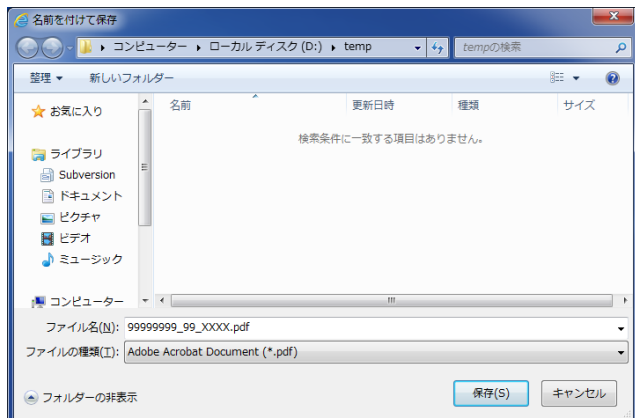 名前を付けて保存
コンピューター ▸ ローカル ディスク (D:) ▸ temp
tempの検索
整理 新しいフォルダー
名前 更新日時 種類 サイズ
検索条件に一致する項目はありません。
お気に入り
ライブラリ
Subversion
ドキュメント
ピクチャ
ビデオ
ミュージック
コンピューター
ファイル名(N): 99999999_99_XXXX.pdf
ファイルの種類(T): Adobe Acrobat Document (*.pdf)
フォルダーの非表示
保存(S) キャンセル